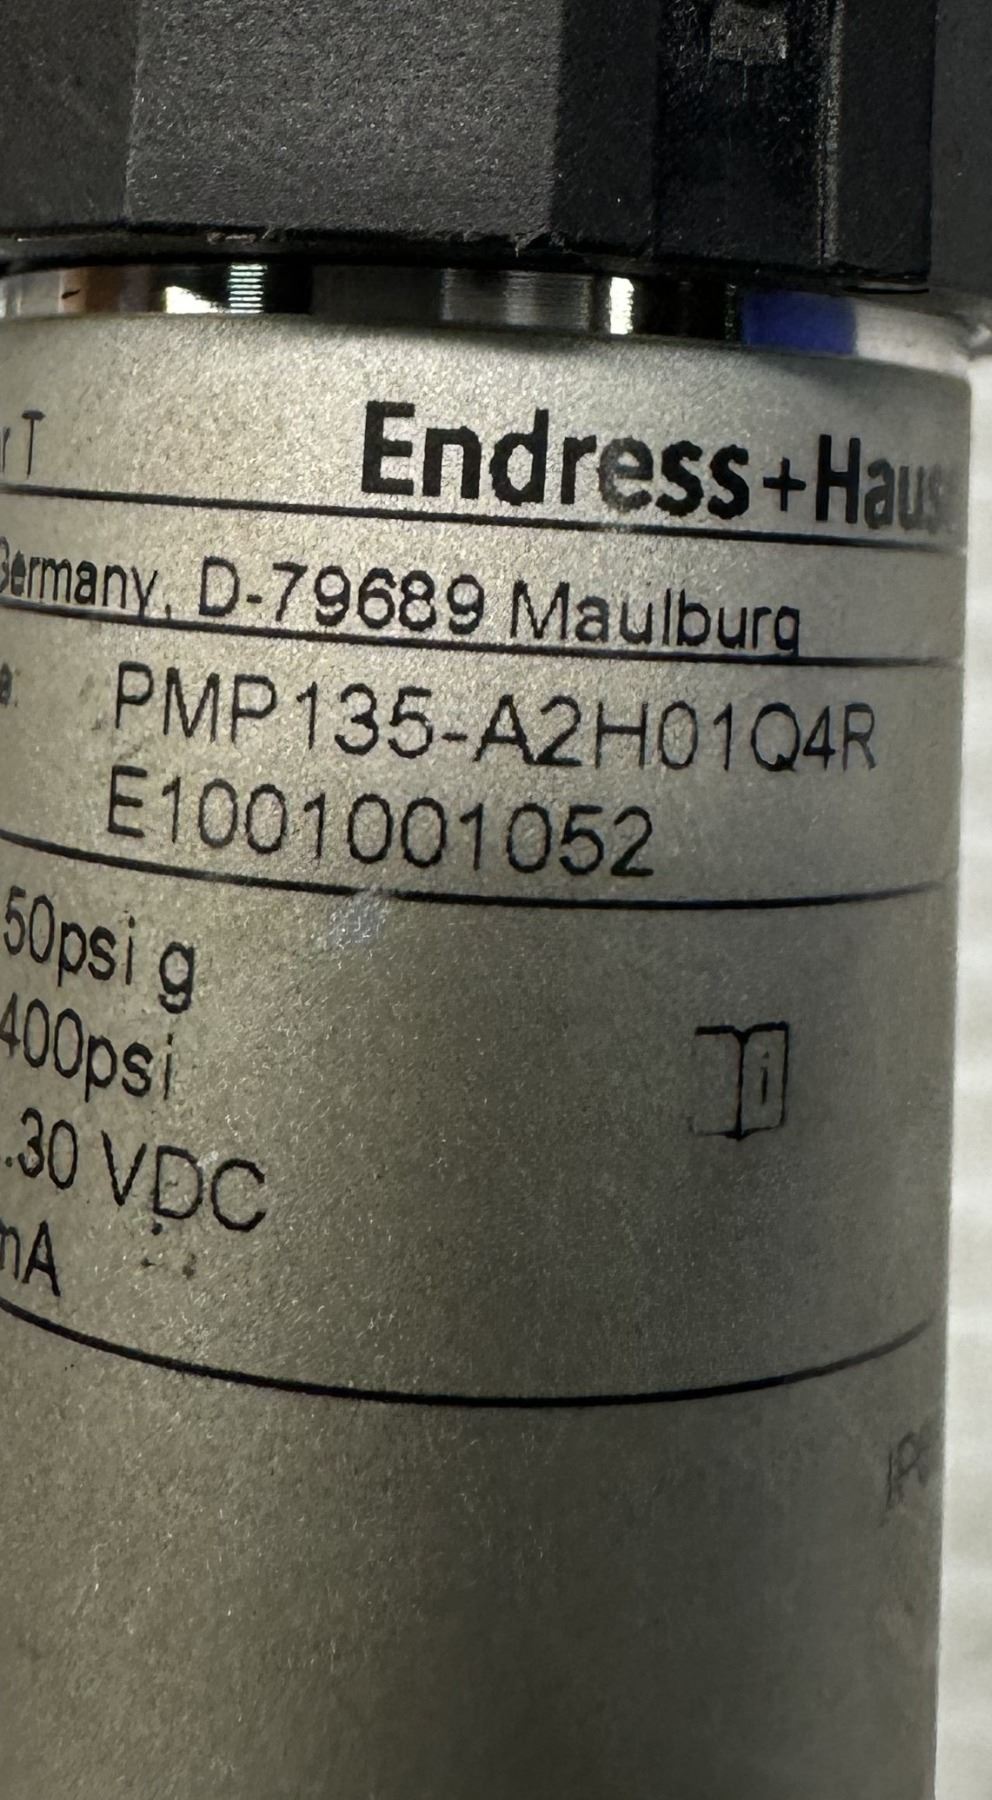 r T Endress+Haus
Germany, D-79689 Maulburg
PMP135-A2H01Q4R
E1001001052
50psi g
400psi
.30 VDC
mA
i